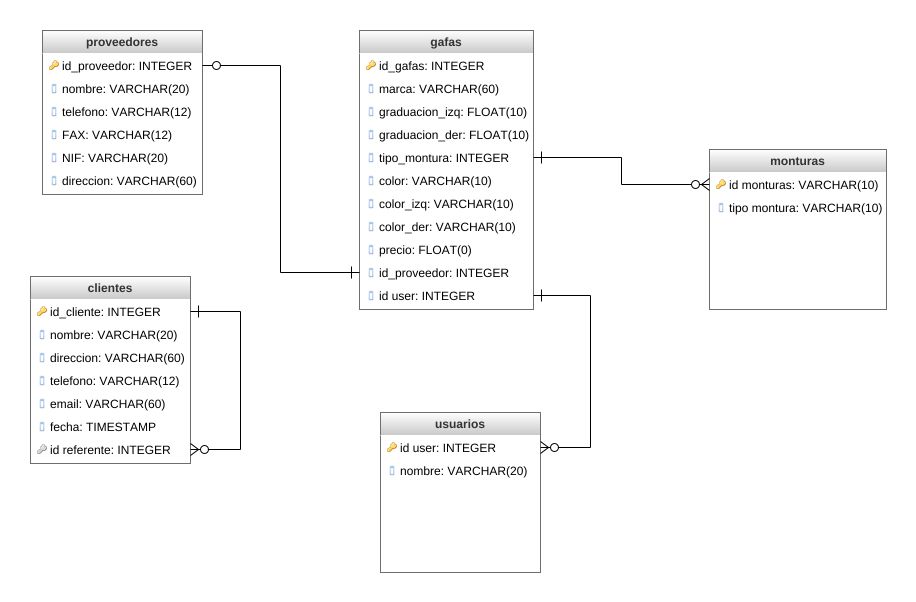 proveedores
id_proveedor: INTEGER
nombre: VARCHAR(20)
telefono: VARCHAR(12)
FAX: VARCHAR(12)
NIF: VARCHAR(20)
direccion: VARCHAR(60)
gafas
id_gafas: INTEGER
marca: VARCHAR(60)
graduacion_izq: FLOAT(10)
graduacion_der: FLOAT(10)
tipo_montura: INTEGER
color: VARCHAR(10)
color_izq: VARCHAR(10)
color_der: VARCHAR(10)
precio: FLOAT(0)
id_proveedor: INTEGER
id user: INTEGER
monturas
id monturas: VARCHAR(10)
tipo montura: VARCHAR(10)
clientes
id_cliente: INTEGER
nombre: VARCHAR(20)
direccion: VARCHAR(60)
telefono: VARCHAR(12)
email: VARCHAR(60)
fecha: TIMESTAMP
id referente: INTEGER
usuarios
id user: INTEGER
nombre: VARCHAR(20)